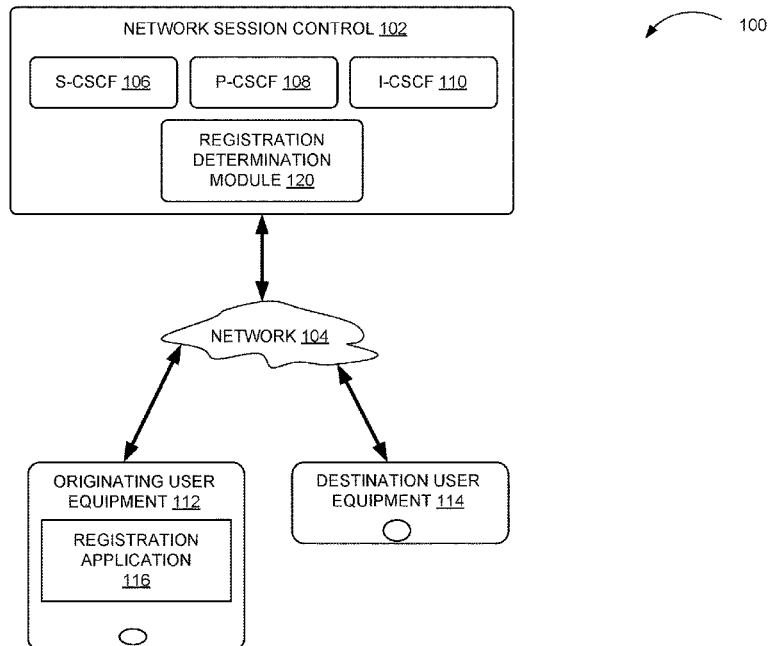 NETWORK SESSION CONTROL 102
100
S-CSCF 106
P-CSCF 108
I-CSCF 110
REGISTRATION
DETERMINATION
MODULE 120
NETWORK 104
ORIGINATING USER
EQUIPMENT 112
REGISTRATION
APPLICATION
116
DESTINATION USER
EQUIPMENT 114